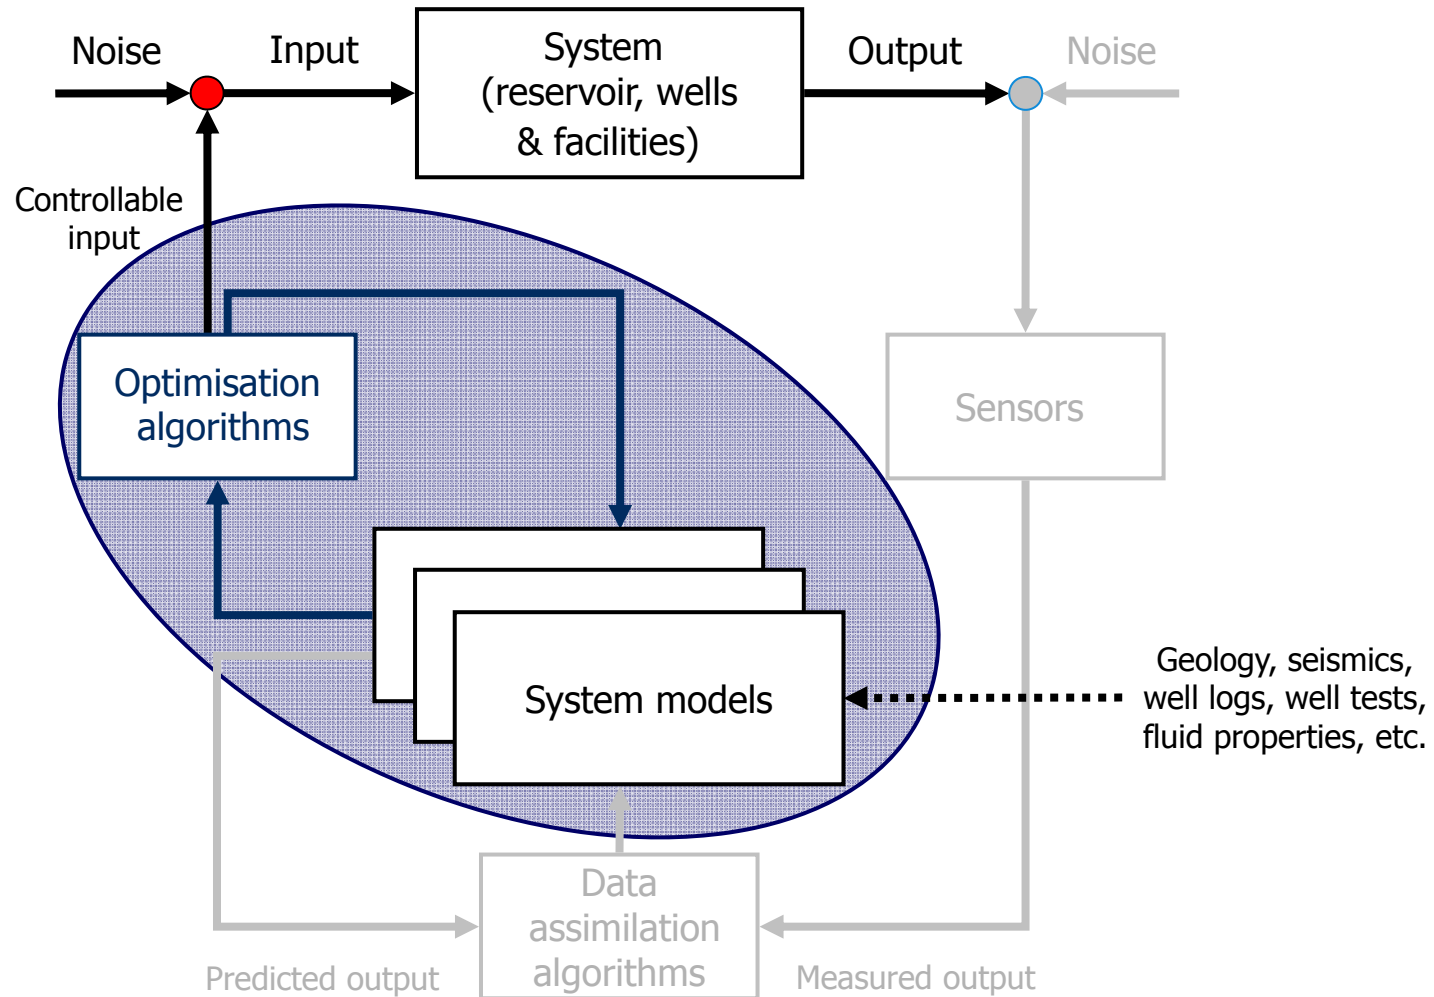 Noise
Input
System
(reservoir, wells
& facilities)
Output
Noise
Controllable
input
Optimisation
algorithms
Sensors
System models
Geology, seismics,
well logs, well tests,
fluid properties, etc.
Data
assimilation
algorithms
Predicted output
Measured output